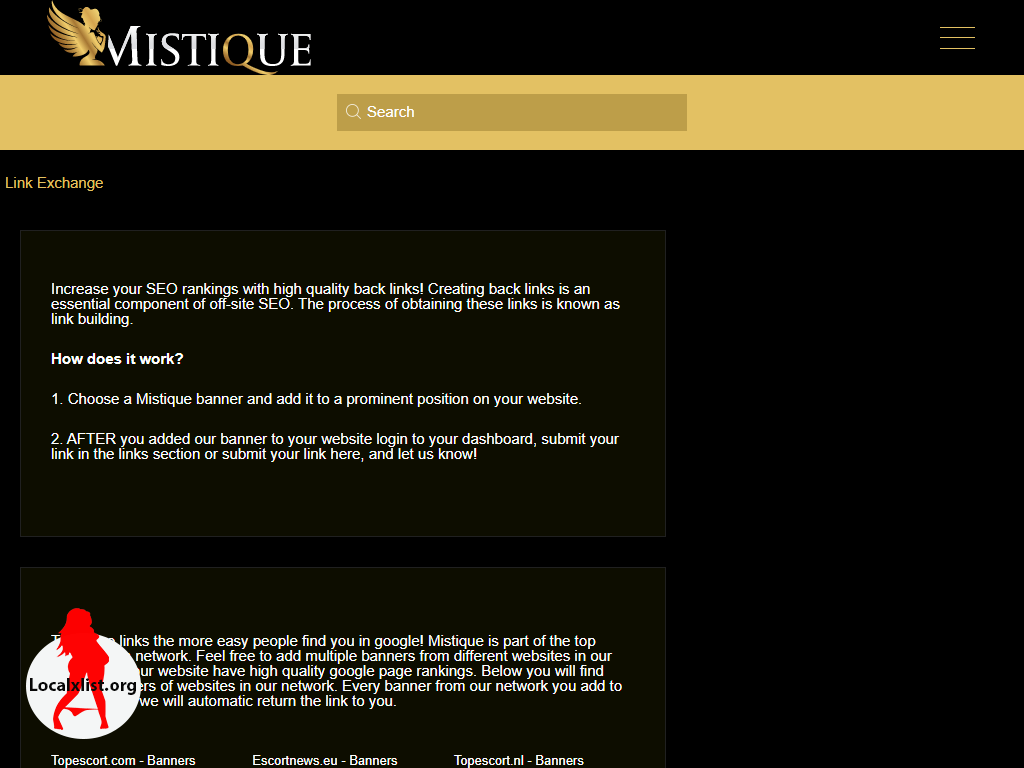 MISTIQUE
Search
Link Exchange
Increase your SEO rankings with high quality back links! Creating back links is an
essential component of off-site SEO. The process of obtaining these links is known as
link building.
How does it work?
1. Choose a Mistique banner and add it to a prominent position on your website.
2. AFTER you added our banner to your website login to your dashboard, submit your
link in the links section or submit your link here, and let us know!
links the more easy people find you in google! Mistique is part of the top
network. Feel free to add multiple banners from different websites in our
website have high quality google page rankings. Below you will find
of websites in our network. Every banner from our network you add to
we will automatic return the link to you.
Localxlist.org
Topescort.com - Banners
Escortnews.eu - Banners
Topescort.nl - Banners